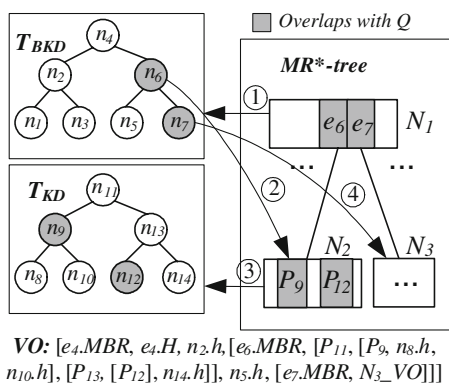 Overlaps with Q
T_BKD
n4
n2
n6
n1
n3
n5
n7
T_KD
n11
n9
n13
n8
n10
n12
n14
MR*-tree
1
e6 e7
N1
... ...
2
4
3
N2
N3
P9
P12
...
VO: [e4.MBR, e4.H, n2.h,[e6.MBR, [P11, [P9, n8.h,
n10.h], [P13, [P12], n14.h]], n5.h, [e7.MBR, N3_VO]]]